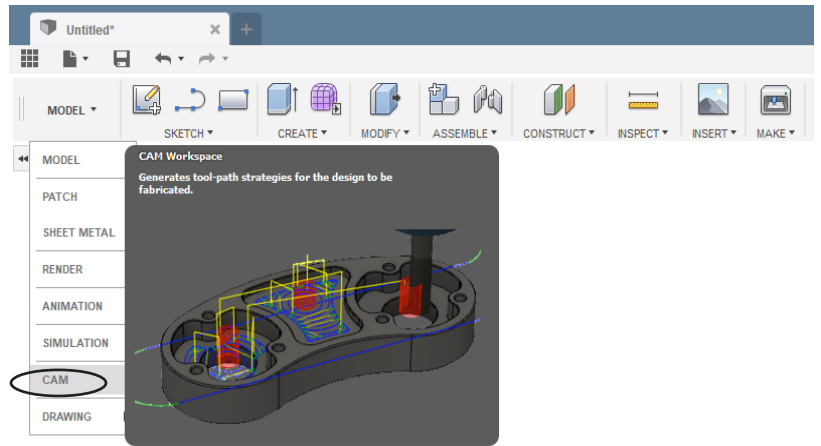 Untitled*
MODEL
SKETCH
CREATE
MODIFY
ASSEMBLE
CONSTRUCT
INSPECT
INSERT
MAKE
MODEL
PATCH
SHEET METAL
RENDER
ANIMATION
SIMULATION
CAM
DRAWING
CAM Workspace
Generates tool-path strategies for the design to be
fabricated.